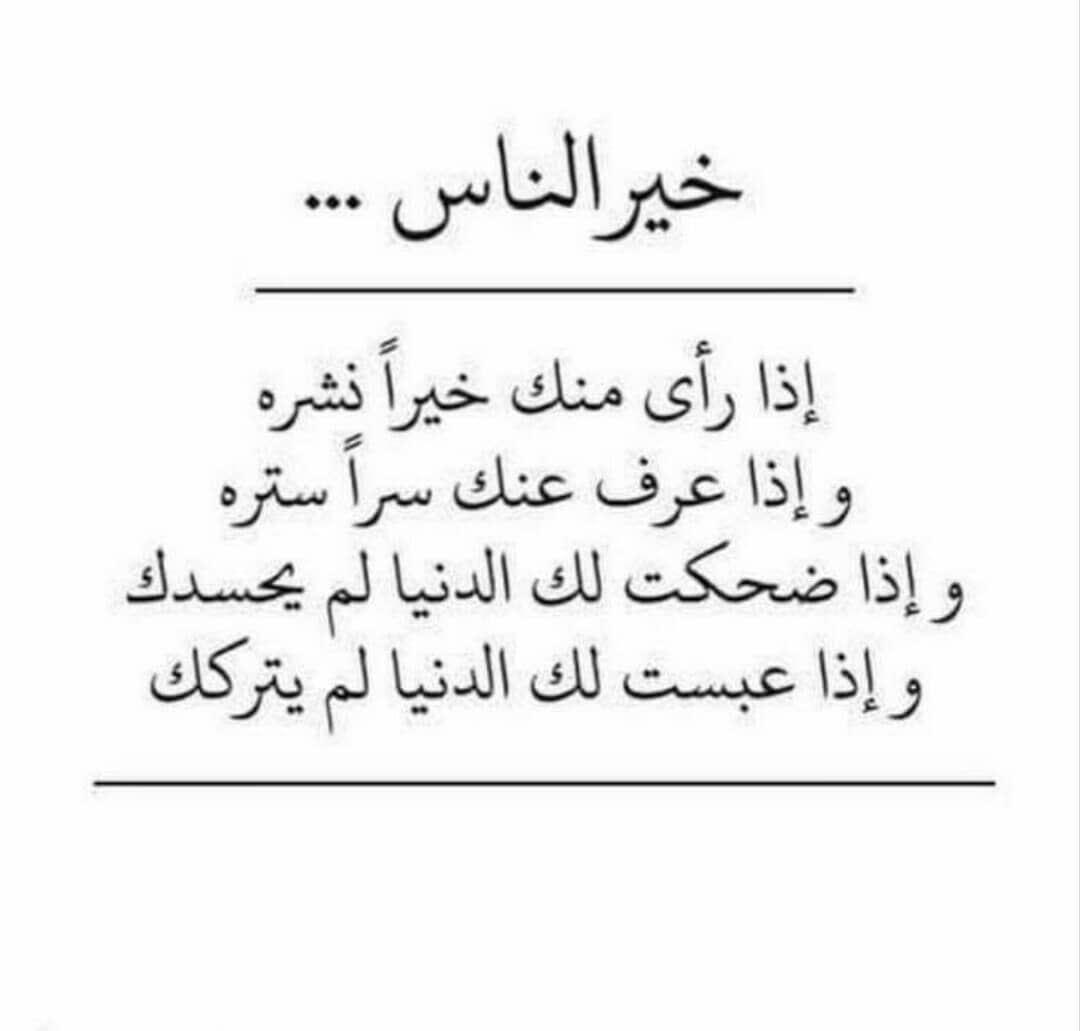 خير الناس ...
إذا رأى منك خيراً نشره
و إذا عرف عنك سراً ستره
و إذا ضحكت لك الدنيا لم يحسدك
و إذا عبست لك الدنيا لم يتركك